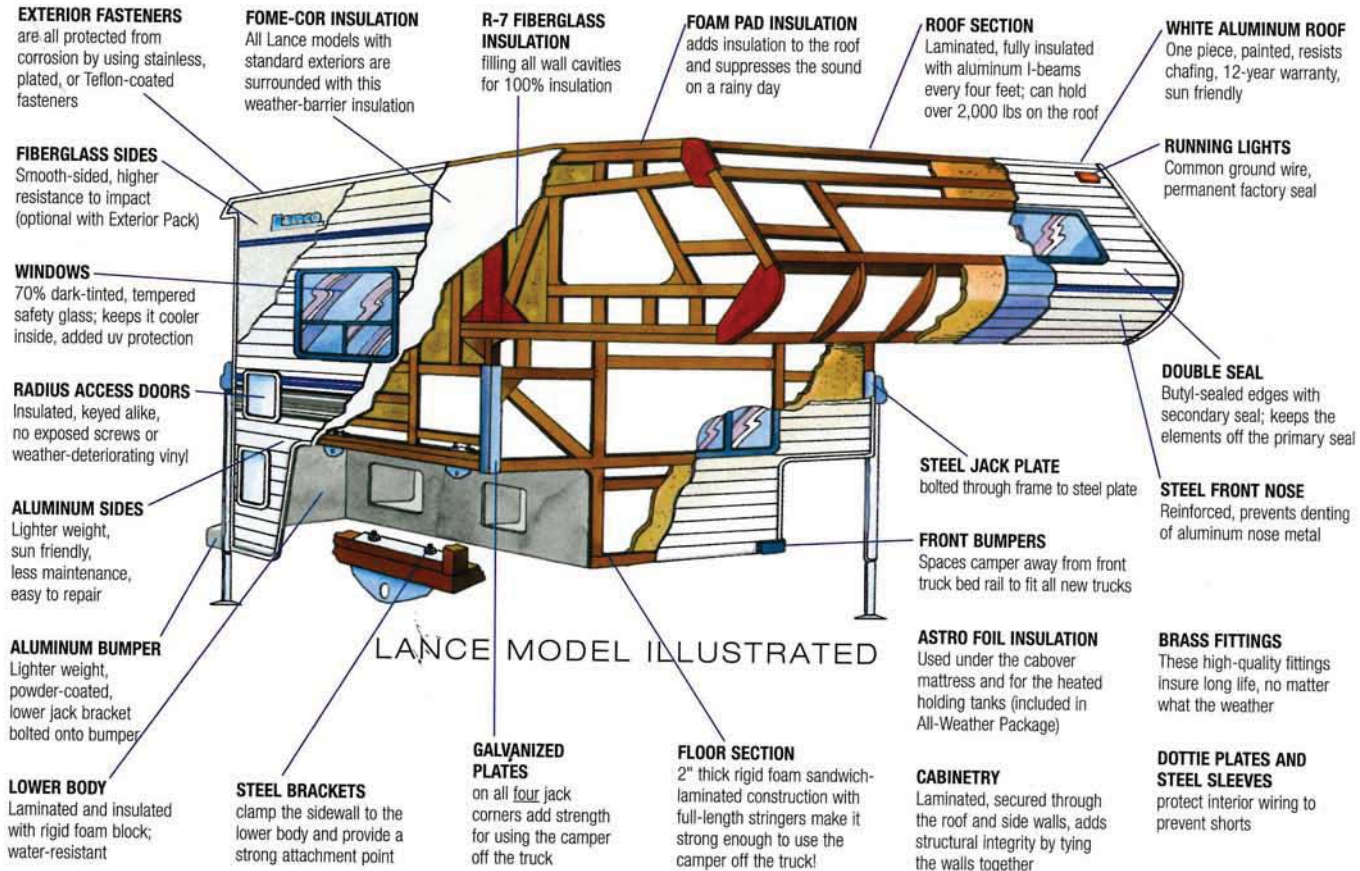 EXTERIOR FASTENERS
are all protected from
corrosion by using stainless,
plated, or Teflon-coated
fasteners
FOME-COR INSULATION
All Lance models with
standard exteriors are
surrounded with this
weather-barrier insulation
R-7 FIBERGLASS
INSULATION
filling all wall cavities
for 100% insulation
FOAM PAD INSULATION
adds insulation to the roof
and suppresses the sound
on a rainy day
ROOF SECTION
Laminated, fully insulated
with aluminum I-beams
every four feet; can hold
over 2,000 lbs on the roof
WHITE ALUMINUM ROOF
One piece, painted, resists
chafing, 12-year warranty,
sun friendly
FIBERGLASS SIDES
Smooth-sided, higher
resistance to impact
(optional with Exterior Pack)
RUNNING LIGHTS
Common ground wire,
permanent factory seal
Lance
WINDOWS
70% dark-tinted, tempered
safety glass; keeps it cooler
inside, added uv protection
RADIUS ACCESS DOORS
Insulated, keyed alike,
no exposed screws or
weather-deteriorating vinyl
DOUBLE SEAL
Butyl-sealed edges with
secondary seal; keeps the
elements off the primary seal
STEEL JACK PLATE
bolted through frame to steel plate
STEEL FRONT NOSE
Reinforced, prevents denting
of aluminum nose metal
ALUMINUM SIDES
Lighter weight,
sun friendly,
less maintenance,
easy to repair
FRONT BUMPERS
Spaces camper away from front
truck bed rail to fit all new trucks
LANCE MODEL ILLUSTRATED
ALUMINUM BUMPER
Lighter weight,
powder-coated,
lower jack bracket
bolted onto bumper
ASTRO FOIL INSULATION
Used under the cabover
mattress and for the heated
holding tanks (included in
All-Weather Package)
BRASS FITTINGS
These high-quality fittings
insure long life, no matter
what the weather
LOWER BODY
Laminated and insulated
with rigid foam block;
water-resistant
STEEL BRACKETS
clamp the sidewall to the
lower body and provide a
strong attachment point
GALVANIZED
PLATES
on all four jack
corners add strength
for using the camper
off the truck
FLOOR SECTION
2" thick rigid foam sandwich-
laminated construction with
full-length stringers make it
strong enough to use the
camper off the truck!
CABINETRY
Laminated, secured through
the roof and side walls, adds
structural integrity by tying
the walls together
DOTTIE PLATES AND
STEEL SLEEVES
protect interior wiring to
prevent shorts